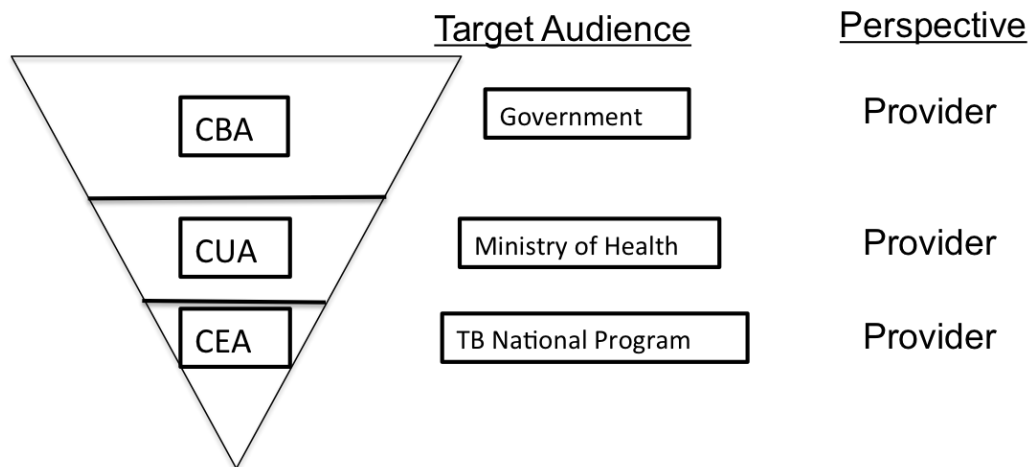 Target Audience Perspective
CBA Government Provider
CUA Ministry of Health Provider
CEA TB National Program Provider